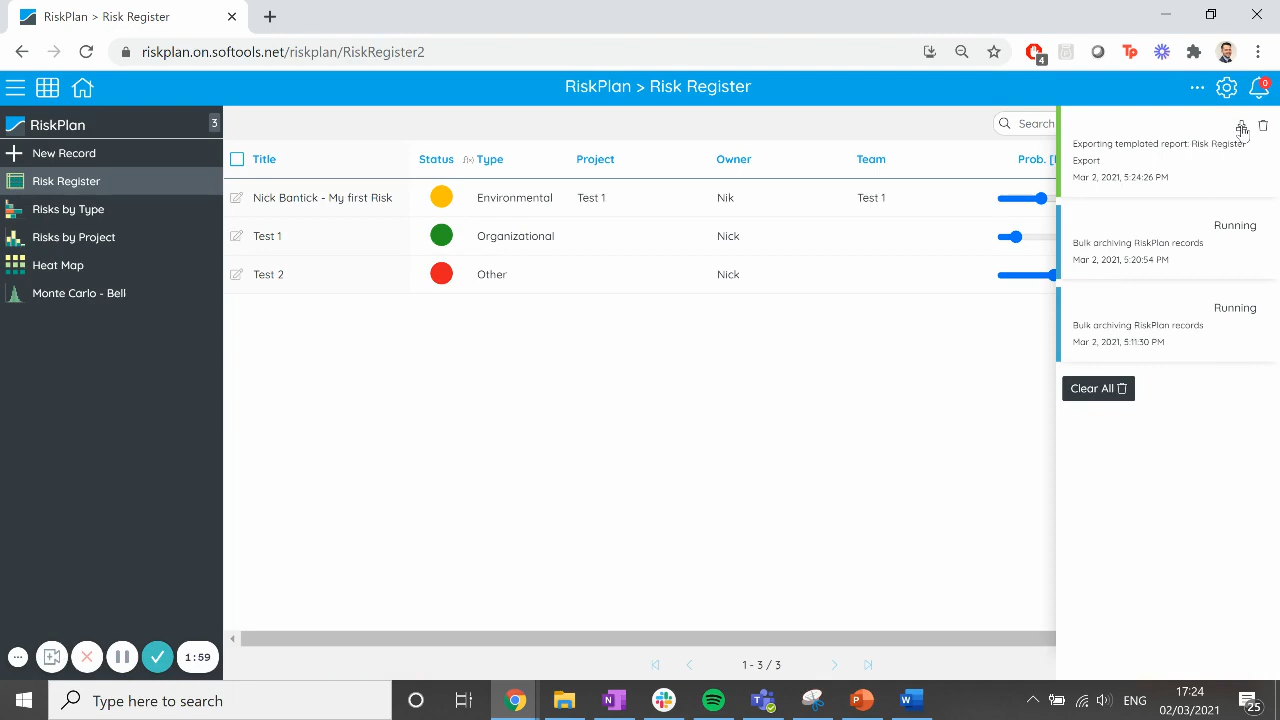 RiskPlan > Risk Register
riskplan.on.softools.net/riskplan/RiskRegister2
4
RiskPlan > Risk Register
0
RiskPlan
3
New Record
Risk Register
Risks by Type
Risks by Project
Heat Map
Monte Carlo - Bell
Search
Title
Status
Type
Project
Owner
Team
Prob. [
Nick Bantick - My first Risk
Environmental
Test 1
Nik
Test 1
Test 1
Organizational
Nick
Test 2
Other
Nick
1 - 3 / 3
Exporting templated report: Risk Register
Export
Mar 2, 2021, 5:24:26 PM
Running
Bulk archiving RiskPlan records
Mar 2, 2021, 5:20:54 PM
Running
Bulk archiving RiskPlan records
Mar 2, 2021, 5:11:30 PM
Clear All
1:59
Type here to search
ENG
17:24
02/03/2021
25